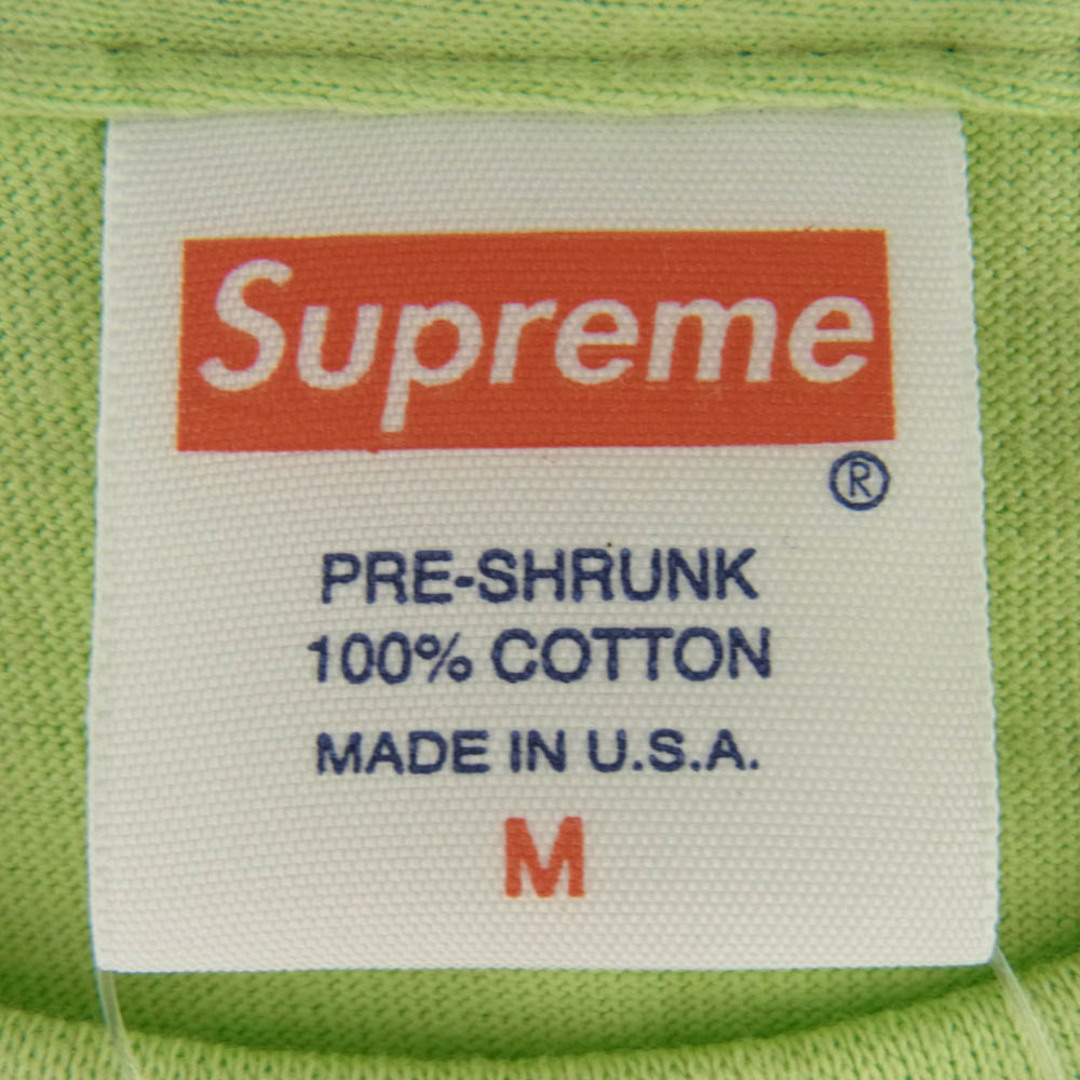 Supreme
®
PRE-SHRUNK
100% COTTON
MADE IN U.S.A.
M